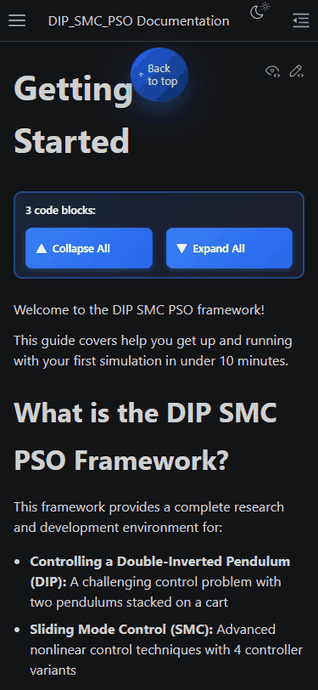 DIP_SMC_PSO Documentation
Back
to top
Getting
Started
3 code blocks:
▲ Collapse All
▼ Expand All
Welcome to the DIP SMC PSO framework!
This guide covers help you get up and running
with your first simulation in under 10 minutes.
What is the DIP SMC
PSO Framework?
This framework provides a complete research
and development environment for:
• Controlling a Double-Inverted Pendulum
(DIP): A challenging control problem with
two pendulums stacked on a cart
• Sliding Mode Control (SMC): Advanced
nonlinear control techniques with 4 controller
variants